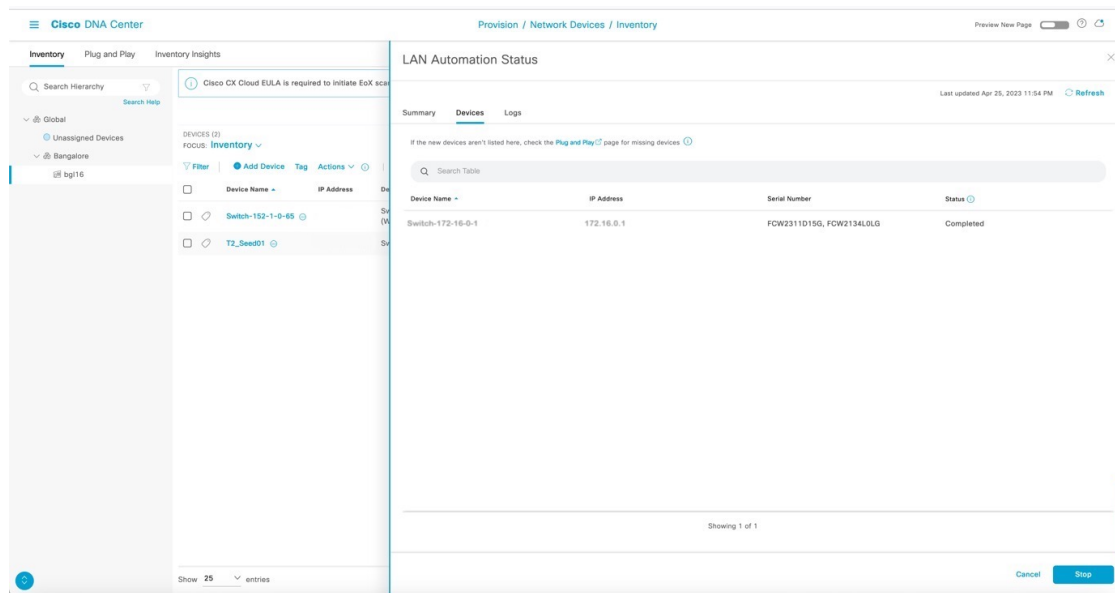 Cisco DNA Center
Provision / Network Devices / Inventory
Preview New Page
Inventory Plug and Play Inventory Insights
Search Hierarchy
Search Help
Global
Unassigned Devices
Bangalore
bgl16
Cisco CX Cloud EULA is required to initiate EoX scan
DEVICES (2)
FOCUS: Inventory
Filter Add Device Tag Actions
Device Name IP Address De
Switch-152-1-0-65 Sw
(W
T2_Seed01 Sw
Show 25 entries
LAN Automation Status
Last updated Apr 25, 2023 11:54 PM Refresh
Summary Devices Logs
If the new devices aren't listed here, check the Plug and Play page for missing devices
Search Table
Device Name IP Address Serial Number Status
Switch-172-16-0-1 172.16.0.1 FCW2311D15G, FCW2134L0LG Completed
Showing 1 of 1
Cancel Stop